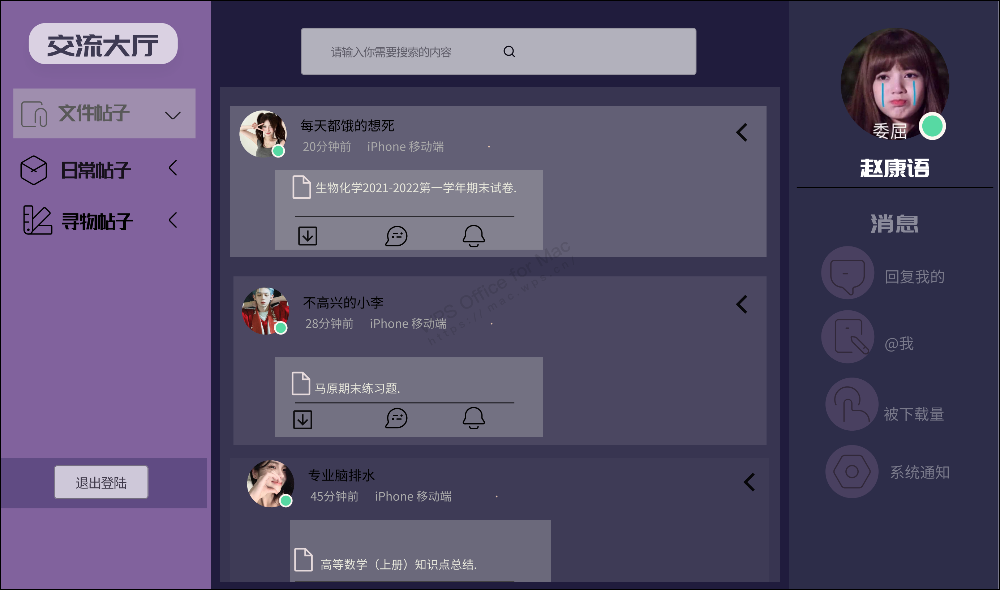 交流大厅
文件帖子
日常帖子
寻物帖子
退出登陆
请输入你需要搜索的内容
每天都饿的想死
20分钟前 iPhone 移动端
生物化学2021-2022第一学年期末试卷.
不高兴的小李
28分钟前 iPhone 移动端
马原期末练习题.
专业脑排水
45分钟前 iPhone 移动端
高等数学（上册）知识点总结.
WPS Office for Mac
https://mac.wps.cn/
委屈
赵康语
消息
回复我的
@我
被下载量
系统通知